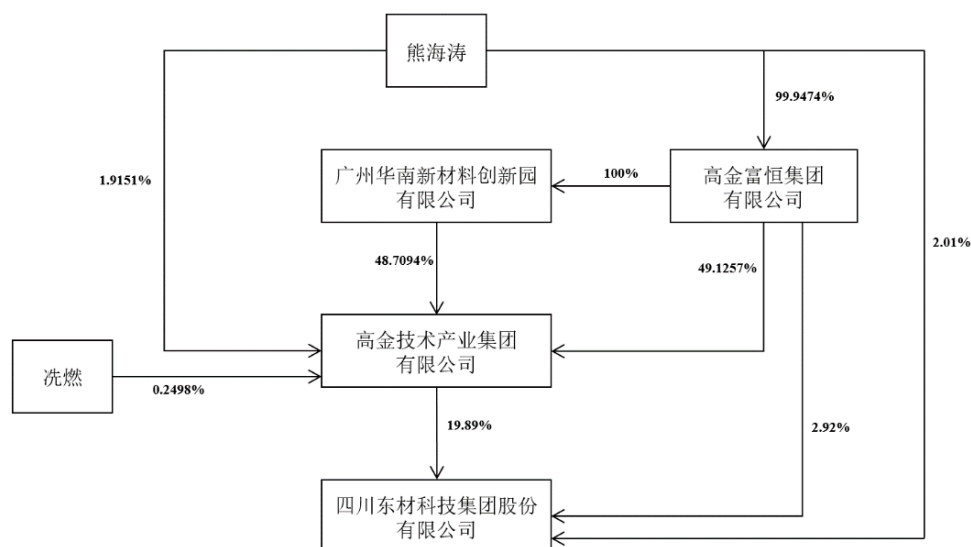 熊海涛
99.9474%
1.9151%
广州华南新材料创新园
有限公司
100%
高金富恒集团
有限公司
2.01%
48.7094%
49.1257%
高金技术产业集团
有限公司
冼燃
0.2498%
19.89%
2.92%
四川东材科技集团股份
有限公司